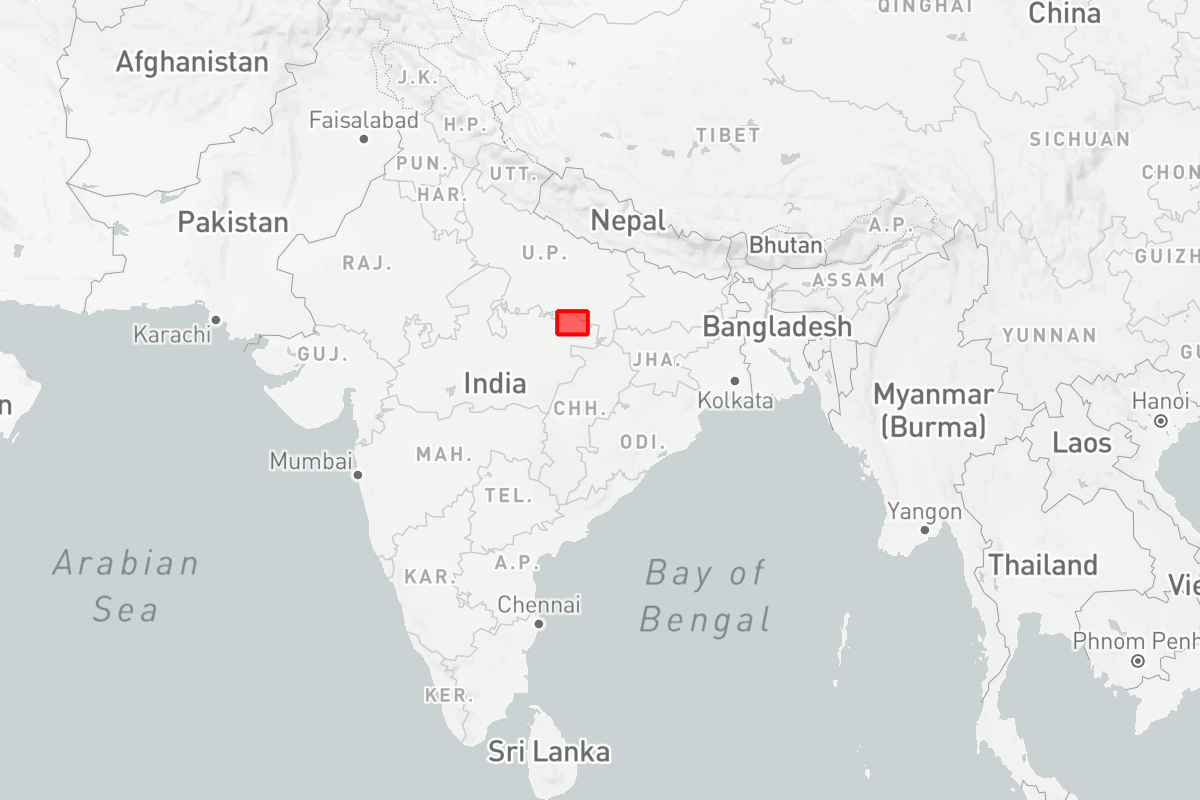 QINGHAI
China
Afghanistan
J.K.
Faisalabad
H.P.
TIBET
SICHUAN
PUN.
UTT.
CHON
HAR.
Pakistan
Nepal
A.P.
Bhutan
U.P.
RAJ.
ASSAM
GUIZH
Karachi
Bangladesh
YUNNAN
GUJ.
JHA.
GU
India
Kolkata
Myanmar
(Burma)
Hanoi
n
CHH.
ODI.
Laos
MAH.
Mumbai
TEL.
Yangon
Arabian
Sea
A.P.
Bay of
Bengal
Thailand
KAR.
Vie
Chennai
Phnom Penh
KER.
Sri Lanka